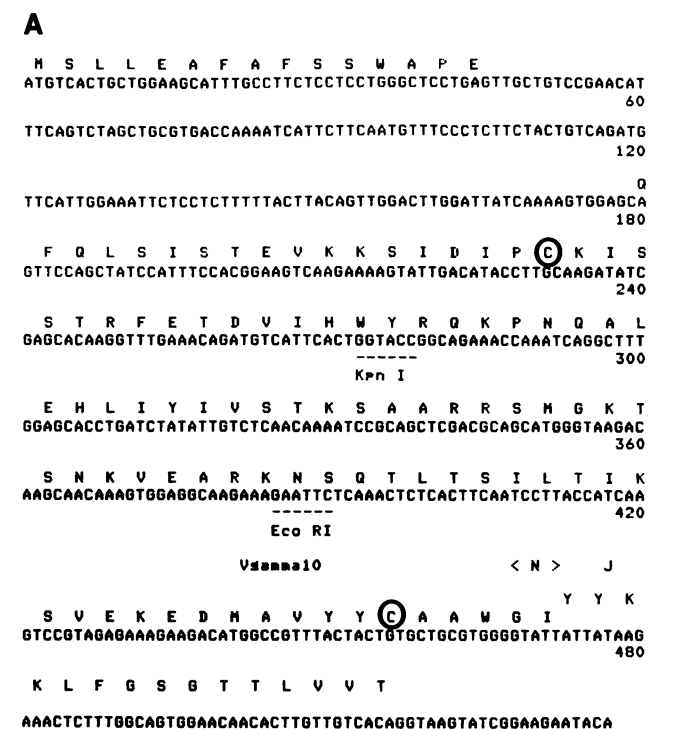 A
M S L L E A F A F S S W A P E
ATGTCACTGCTGGAAGCATTTGCCTTCTCCTCCTGGGCTCCTGAGTTGCTGTCCGAACAT
60
TTCAGTCTAGCTGCGTGACCAAAATCATTCTTCAATGTTTCCCTCTTCTACTGTCAGATG
120
TTCATTGGAAATTCTCCTCTTTTTACTTACAGTTGGACTTGGATTATCAAAAGTGGAGCA
Q
180
F Q L S I S T E V K K S I D I P C K I S
GTTCCAGCTATCCATTTCCACGGAAGTCAAGAAAAGTATTGACATACCTTGCAAGATATC
240
S T R F E T D V I H W Y R Q K P N Q A L
GAGCACAAGGTTTGAAACAGATGTCATTCACTGGTACCGGCAGAAACCAAATCAGGCTTT
300
------
Kpn I
E H L I Y I V S T K S A A R R S M G K T
GGAGCACCTGATCTATATTGTCTCAACAAAATCCGCAGCTCGACGCAGCATGGGTAAGAC
360
S N K V E A R K N S Q T L T S I L T I K
AAGCAACAAAGTGGAGGCAAGAAAGAATTCTCAAACTCTCACTTCAATCCTTACCATCAA
420
------
Eco RI
Vgamma10 < N > J
Y Y K
S V E K E D M A V Y Y C A A W G I
GTCCGTAGAGAAAGAAGACATGGCCGTTTACTACTGTGCTGCGTGGGGTATTATTATAAG
480
K L F G S G T T L V V T
AAACTCTTTGGCAGTGGAACAACACTTGTTGTCACAGGTAAGTATCGGAAGAATACA